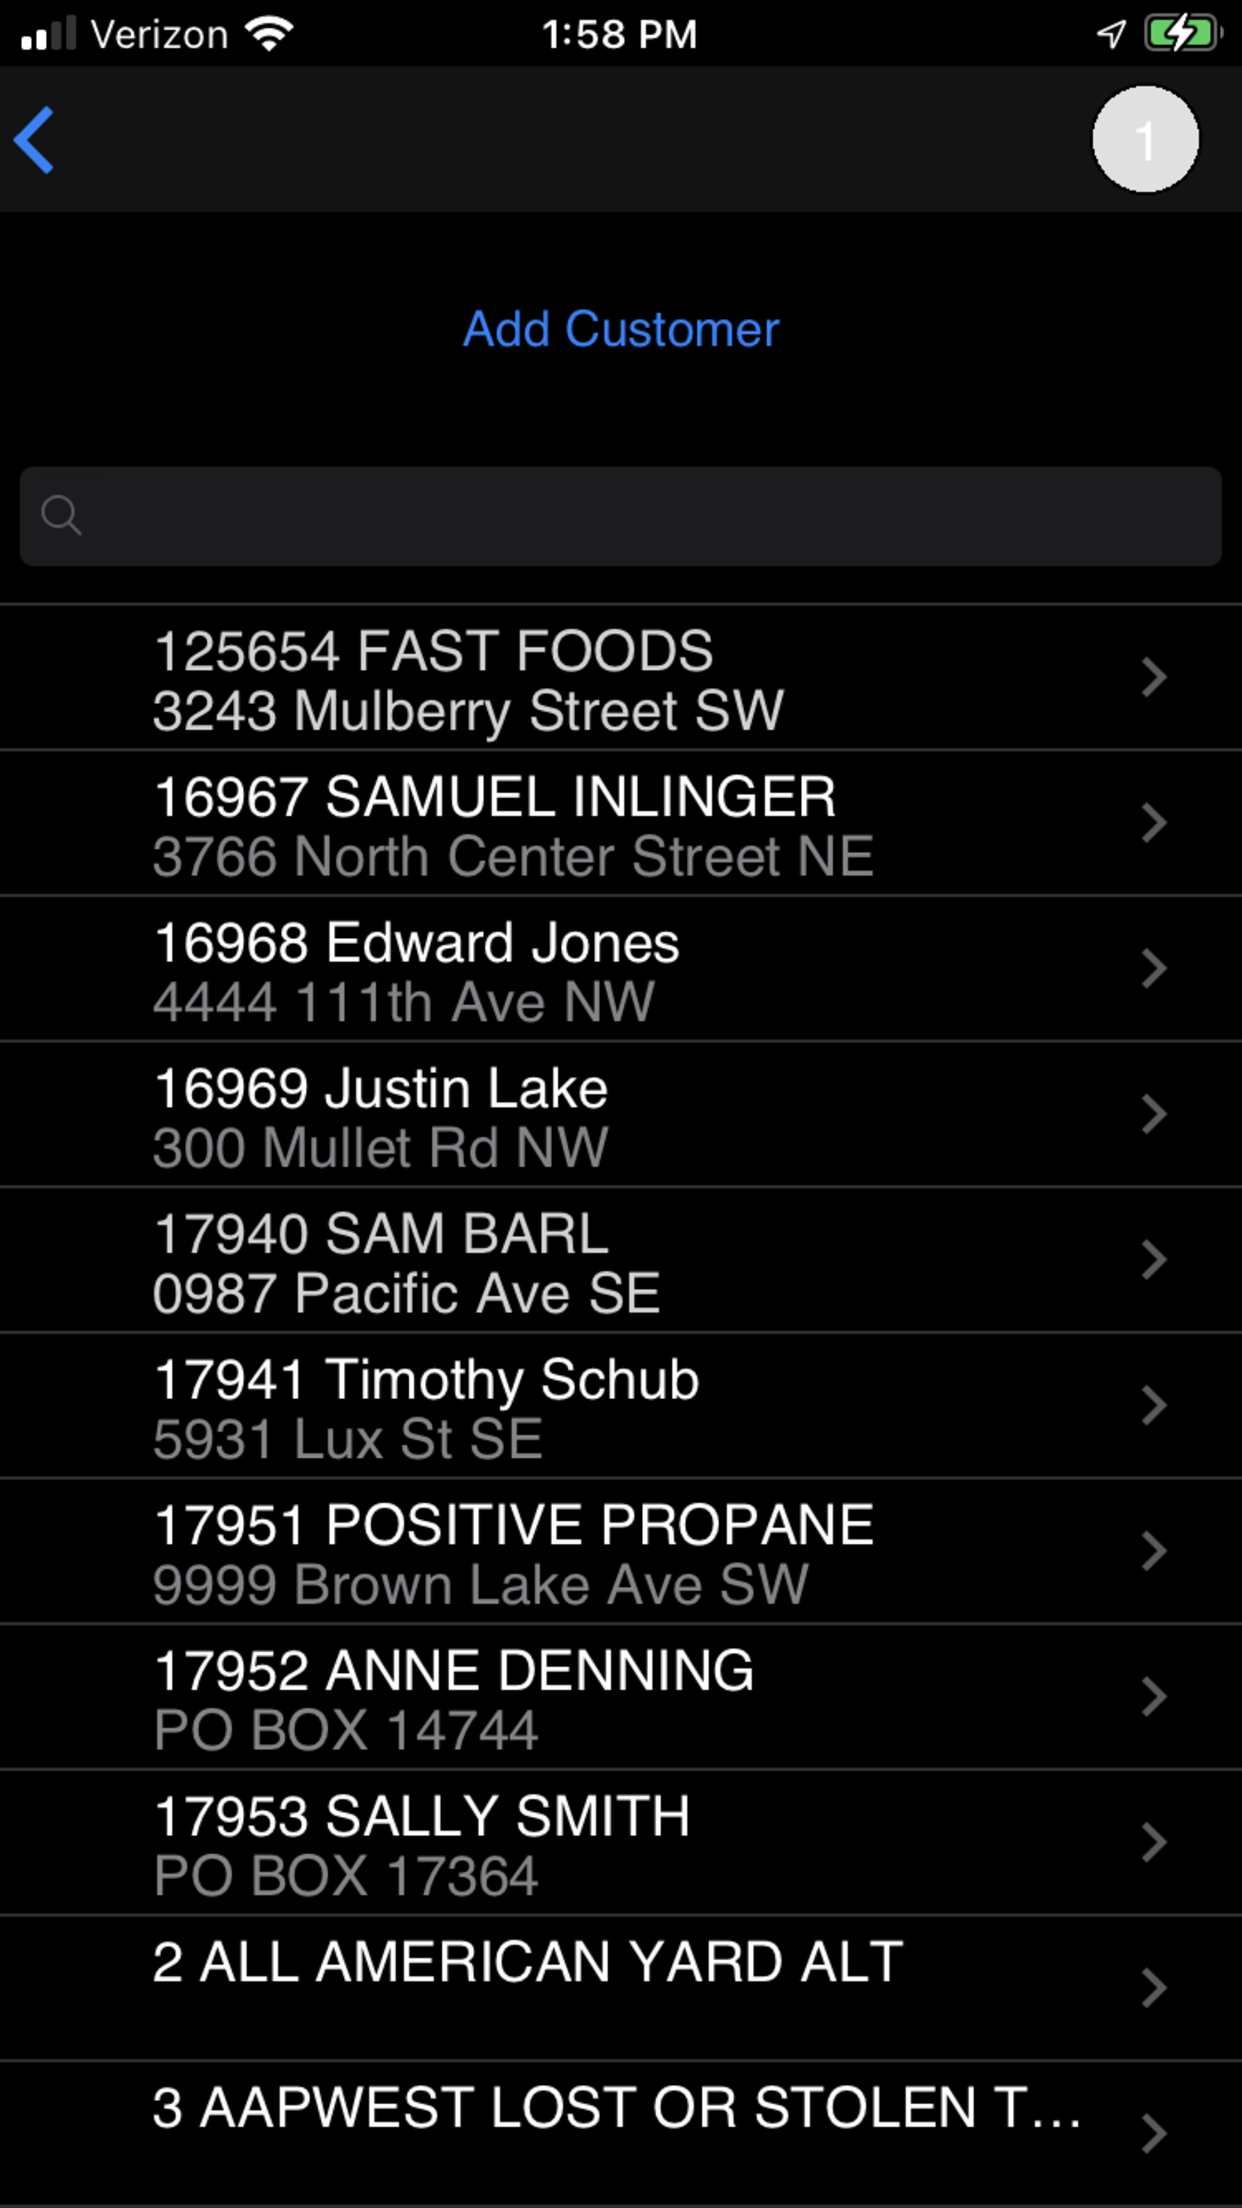 Verizon 1:58 PM
1
Add Customer
125654 FAST FOODS
3243 Mulberry Street SW
16967 SAMUEL INLINGER
3766 North Center Street NE
16968 Edward Jones
4444 111th Ave NW
16969 Justin Lake
300 Mullet Rd NW
17940 SAM BARL
0987 Pacific Ave SE
17941 Timothy Schub
5931 Lux St SE
17951 POSITIVE PROPANE
9999 Brown Lake Ave SW
17952 ANNE DENNING
PO BOX 14744
17953 SALLY SMITH
PO BOX 17364
2 ALL AMERICAN YARD ALT
3 AAPWEST LOST OR STOLEN T...